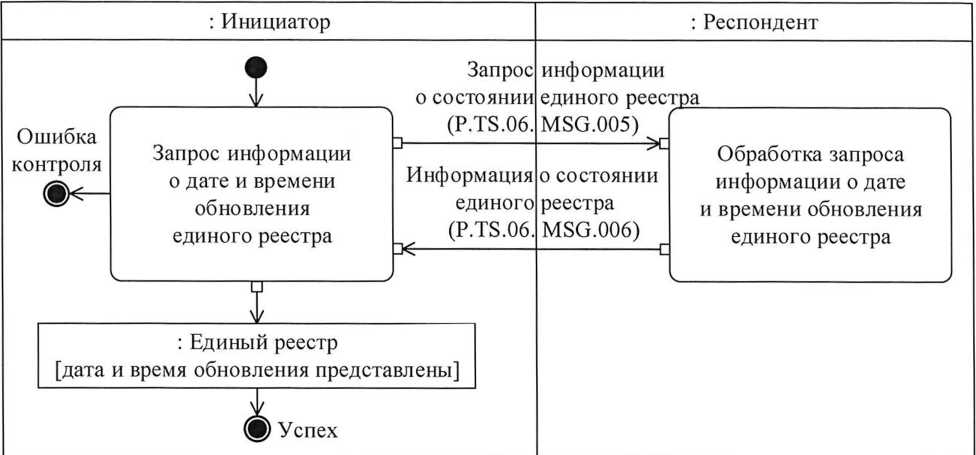 : Инициатор
: Респондент
Запрос информации
о состоянии единого реестра
(P.TS.06. MSG.005)
Ошибка
контроля
Запрос информации
о дате и времени
обновления
единого реестра
Информация о состоянии
единого реестра
(P.TS.06. MSG.006)
Обработка запроса
информации о дате
и времени обновления
единого реестра
: Единый реестр
[дата и время обновления представлены]
Успех